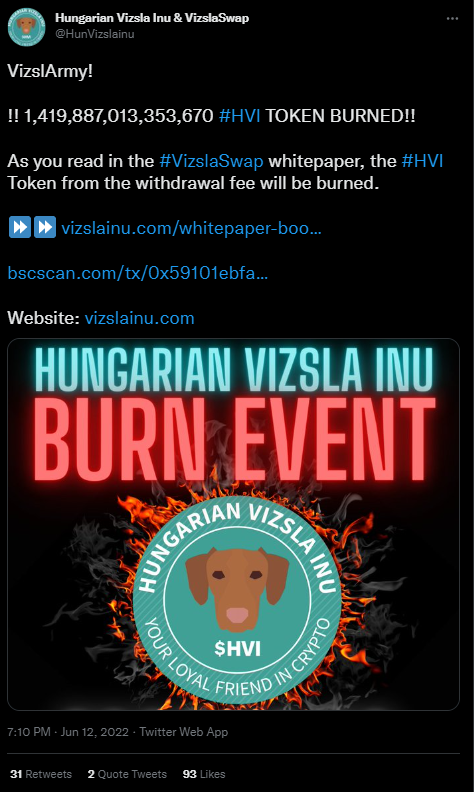 Hungarian Vizsla Inu & VizslaSwap
@HunVizslainu
VizslArmy!
!! 1,419,887,013,353,670 #HVI TOKEN BURNED!!
As you read in the #VizslaSwap whitepaper, the #HVI
Token from the withdrawal fee will be burned.
⏩⏩ vizslainu.com/whitepaper-boo...
bscscan.com/tx/0x59101ebfa...
Website: vizslainu.com
HUNGARIAN VIZSLA INU
BURN EVENT
HUNGARIAN VIZSLA INU
$HVI
YOUR LOYAL FRIEND IN CRYPTO
7:10 PM · Jun 12, 2022 · Twitter Web App
31 Retweets 2 Quote Tweets 93 Likes